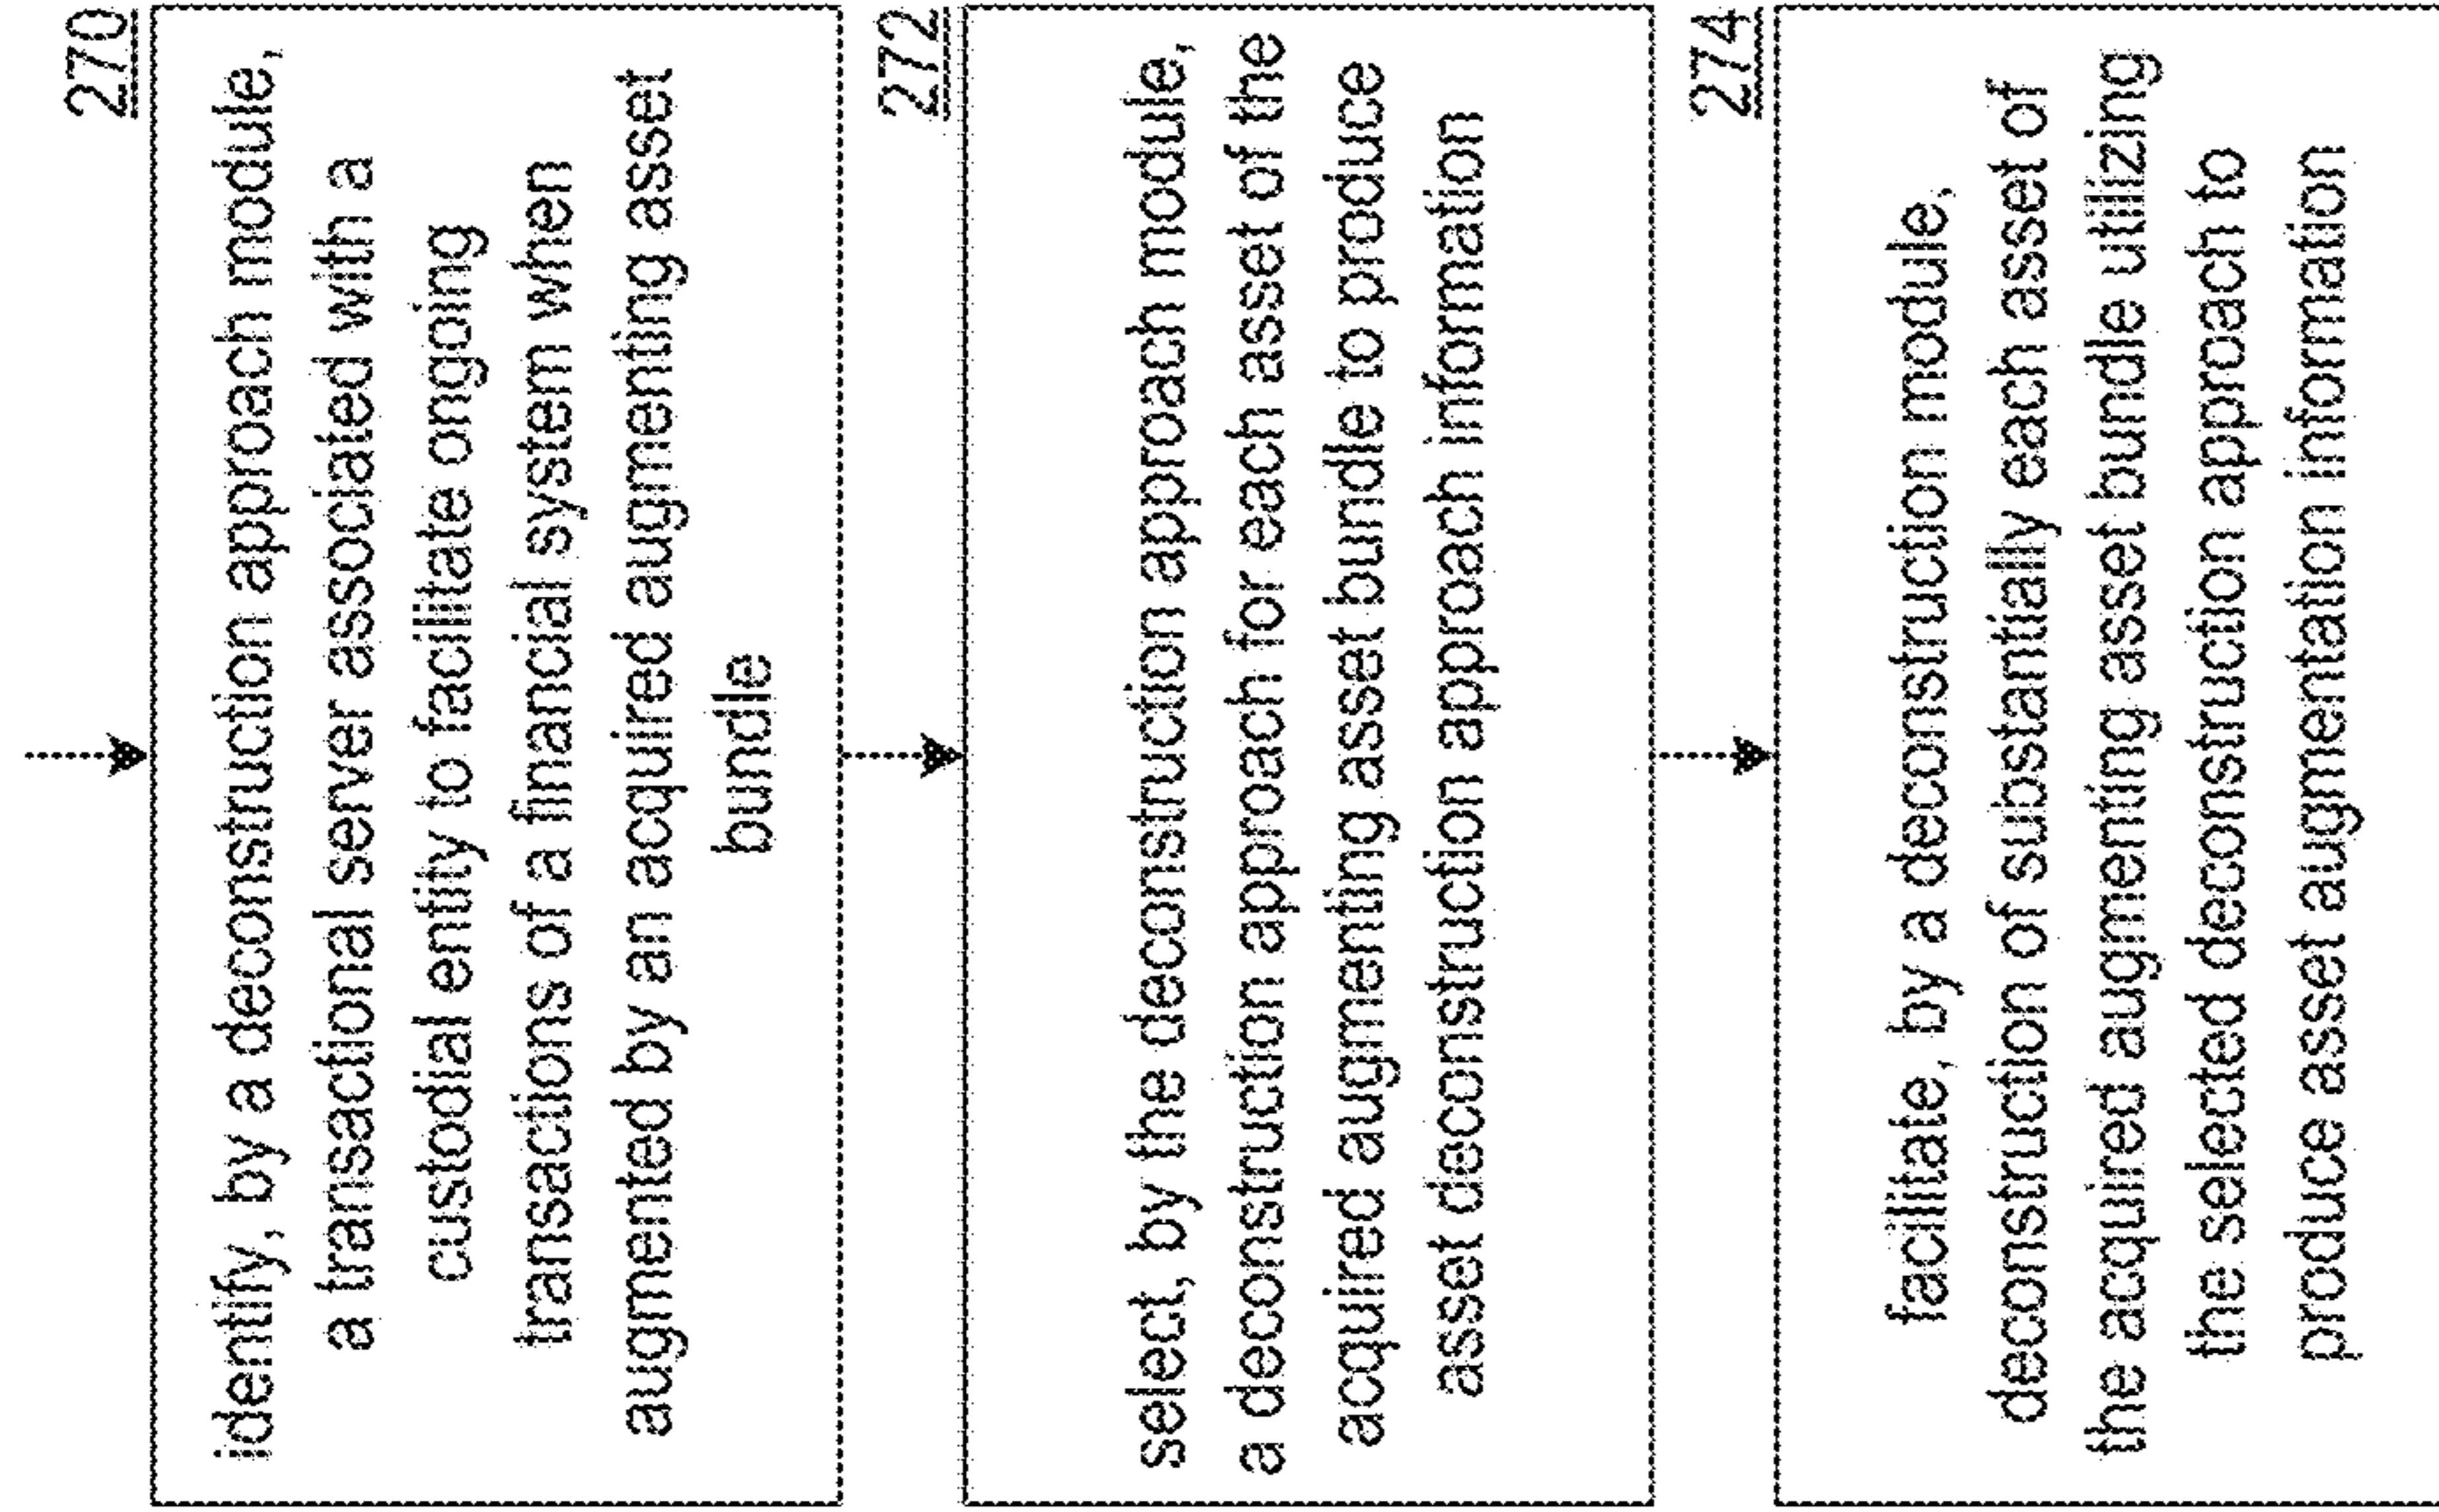 270
identify, by a deconstruction approach module,
a transactional server associated with a
custodial entity to facilitate ongoing
transactions of a financial system when
augmented by an acquired augmenting asset
bundle
272
select, by the deconstruction approach module,
a deconstruction approach for each asset of the
acquired augmenting asset bundle to produce
asset deconstruction approach information
274
facilitate, by a deconstruction module,
deconstruction of substantially each asset of
the acquired augmenting asset bundle utilizing
the selected deconstruction approach to
produce asset augmentation information